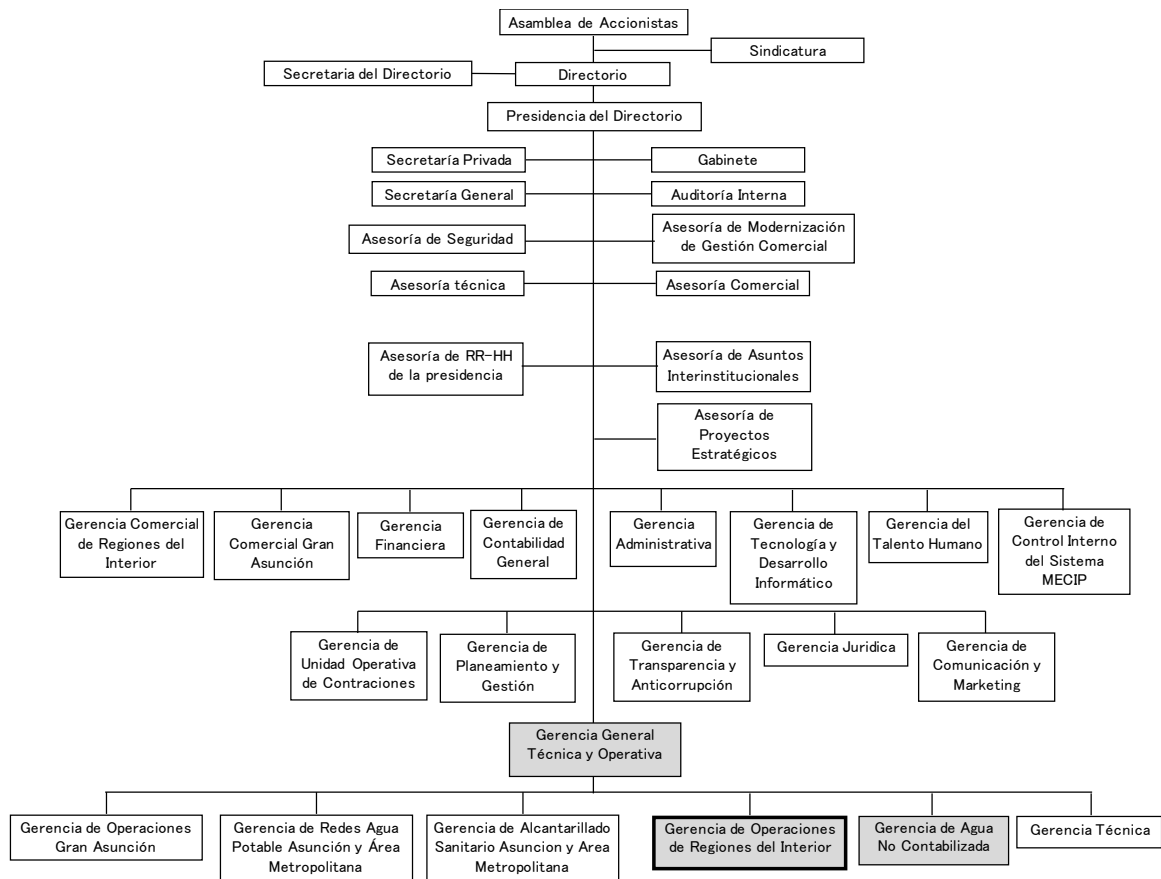 Asamblea de Accionistas
Sindicatura
Secretaria del Directorio
Directorio
Presidencia del Directorio
Secretaría Privada
Gabinete
Secretaría General
Auditoría Interna
Asesoría de Seguridad
Asesoría de Modernización
de Gestión Comercial
Asesoría técnica
Asesoría Comercial
Asesoría de RR-HH
de la presidencia
Asesoría de Asuntos
Interinstitucionales
Asesoría de
Proyectos
Estratégicos
Gerencia Comercial
de Regiones del
Interior
Gerencia
Comercial Gran
Asunción
Gerencia
Financiera
Gerencia de
Contabilidad
General
Gerencia
Administrativa
Gerencia de
Tecnología y
Desarrollo
Informático
Gerencia del
Talento Humano
Gerencia de
Control Interno
del Sistema
MECIP
Gerencia de
Unidad Operativa
de Contraciones
Gerencia de
Planeamiento y
Gestión
Gerencia de
Transparencia y
Anticorrupción
Gerencia Juridica
Gerencia de
Comunicación y
Marketing
Gerencia General
Técnica y Operativa
Gerencia de Operaciones
Gran Asunción
Gerencia de Redes Agua
Potable Asunción y Área
Metropolitana
Gerencia de Alcantarillado
Sanitario Asuncion y Area
Metropolitana
Gerencia de Operaciones
de Regiones del Interior
Gerencia de Agua
No Contabilizada
Gerencia Técnica